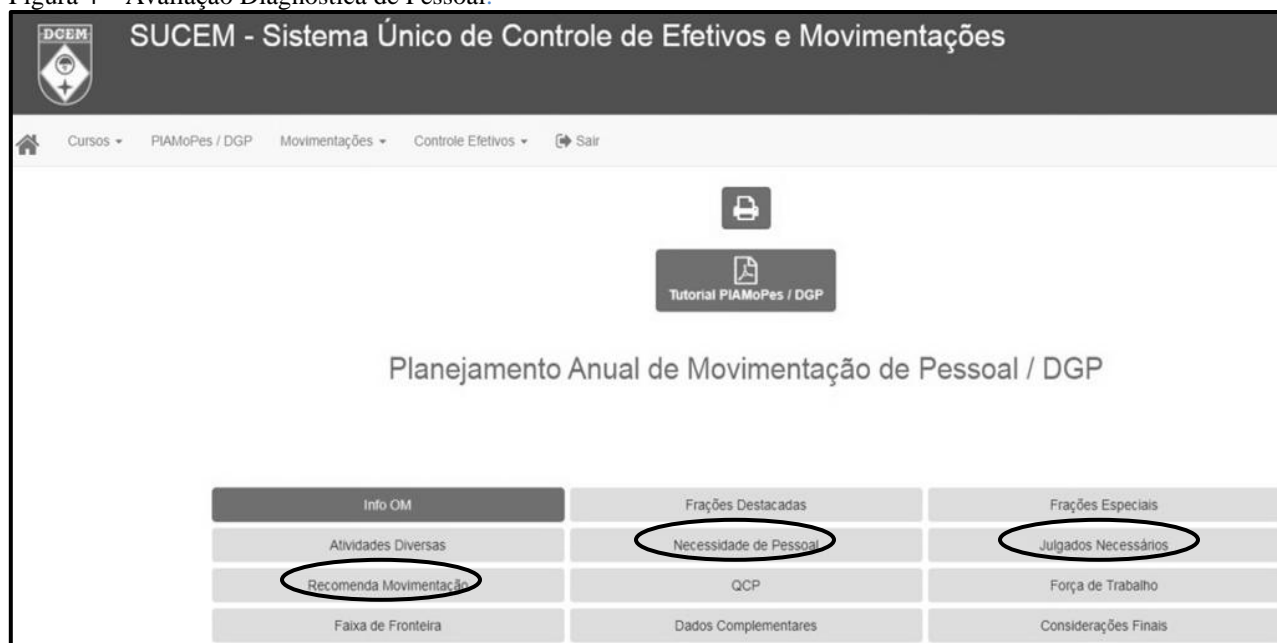 Figura 4 – Avaliação Diagnóstica de Pessoal.
DCEM
SUCEM - Sistema Único de Controle de Efetivos e Movimentações
Cursos PIAMoPes / DGP Movimentações Controle Efetivos Sair
Tutorial PIAMoPes / DGP
Planejamento Anual de Movimentação de Pessoal / DGP
Info OM Frações Destacadas Frações Especiais
Atividades Diversas Necessidade de Pessoal Julgados Necessários
Recomenda Movimentação QCP Força de Trabalho
Faixa de Fronteira Dados Complementares Considerações Finais